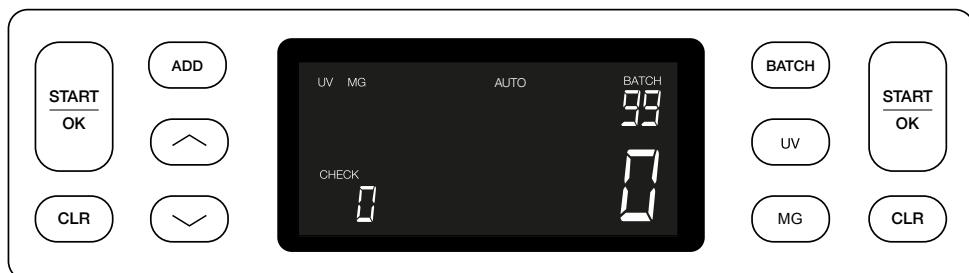 START
OK
CLR
ADD
UV MG AUTO BATCH
99
CHECK
0
0
BATCH
UV
MG
START
OK
CLR